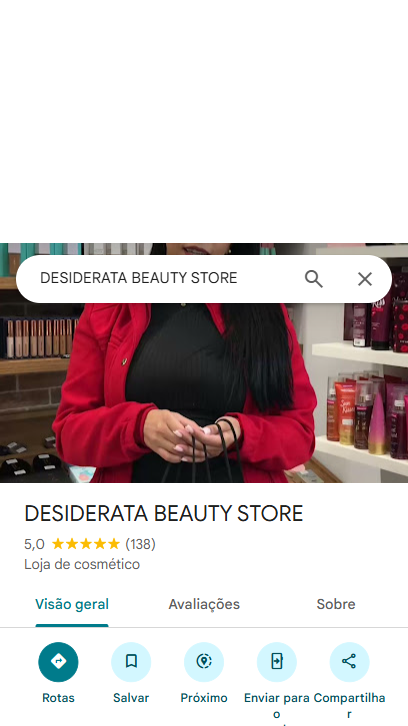 DESIDERATA BEAUTY STORE
DESIDERATA BEAUTY STORE
5,0 (138)
Loja de cosmético
Visão geral Avaliações Sobre
Rotas Salvar Próximo Enviar para o Compartilhar